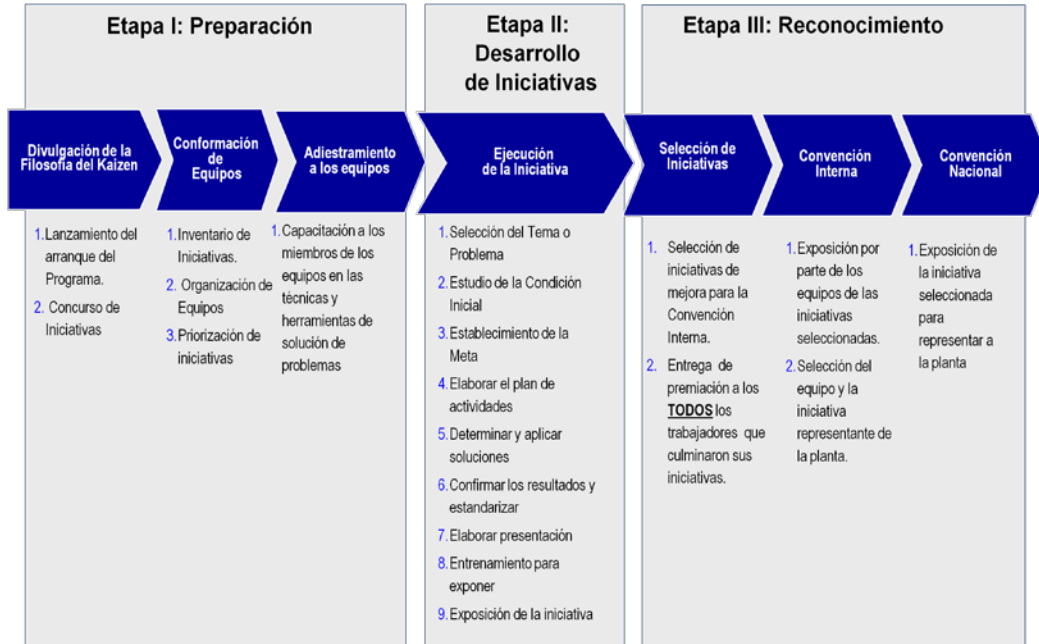 Etapa I: Preparación
Etapa II:
Desarrollo
de Iniciativas
Etapa III: Reconocimiento
Divulgación de la
Filosofía del Kaizen
Conformación
de
Equipos
Adiestramiento
a los equipos
Ejecución
de la Iniciativa
Selección de
Iniciativas
Convención
Interna
Convención
Nacional
1. Lanzamiento del
arranque del
Programa.
2. Concurso de
Iniciativas
1. Inventario de
Iniciativas.
2. Organización de
Equipos
3. Priorización de
iniciativas
1. Capacitación a los
miembros de los
equipos en las
técnicas y
herramientas de
solución de
problemas
1. Selección del Tema o
Problema
2. Estudio de la Condición
Inicial
3. Establecimiento de la
Meta
4. Elaborar el plan de
actividades
5. Determinar y aplicar
soluciones
6. Confirmar los resultados y
estandarizar
7. Elaborar presentación
8. Entrenamiento para
exponer
9. Exposición de la iniciativa
1. Selección de
iniciativas de
mejora para la
Convención
Interna.
2. Entrega de
premiación a los
TODOS los
trabajadores que
culminaron sus
iniciativas.
1. Exposición por
parte de los
equipos de las
iniciativas
seleccionadas.
2. Selección del
equipo y la
iniciativa
representante de
la planta.
1. Exposición de
la iniciativa
seleccionada
para
representar a
la planta